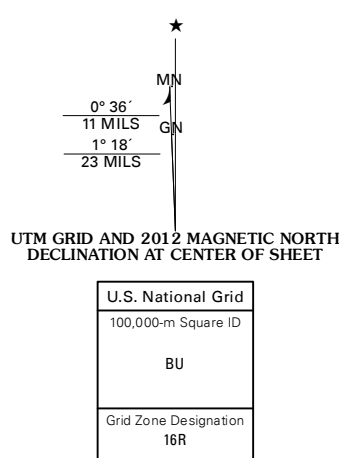 ★
MN
0° 36´
11 MILS
GN
1° 18´
23 MILS
UTM GRID AND 2012 MAGNETIC NORTH
DECLINATION AT CENTER OF SHEET
U.S. National Grid
100,000-m Square ID
BU
Grid Zone Designation
16R